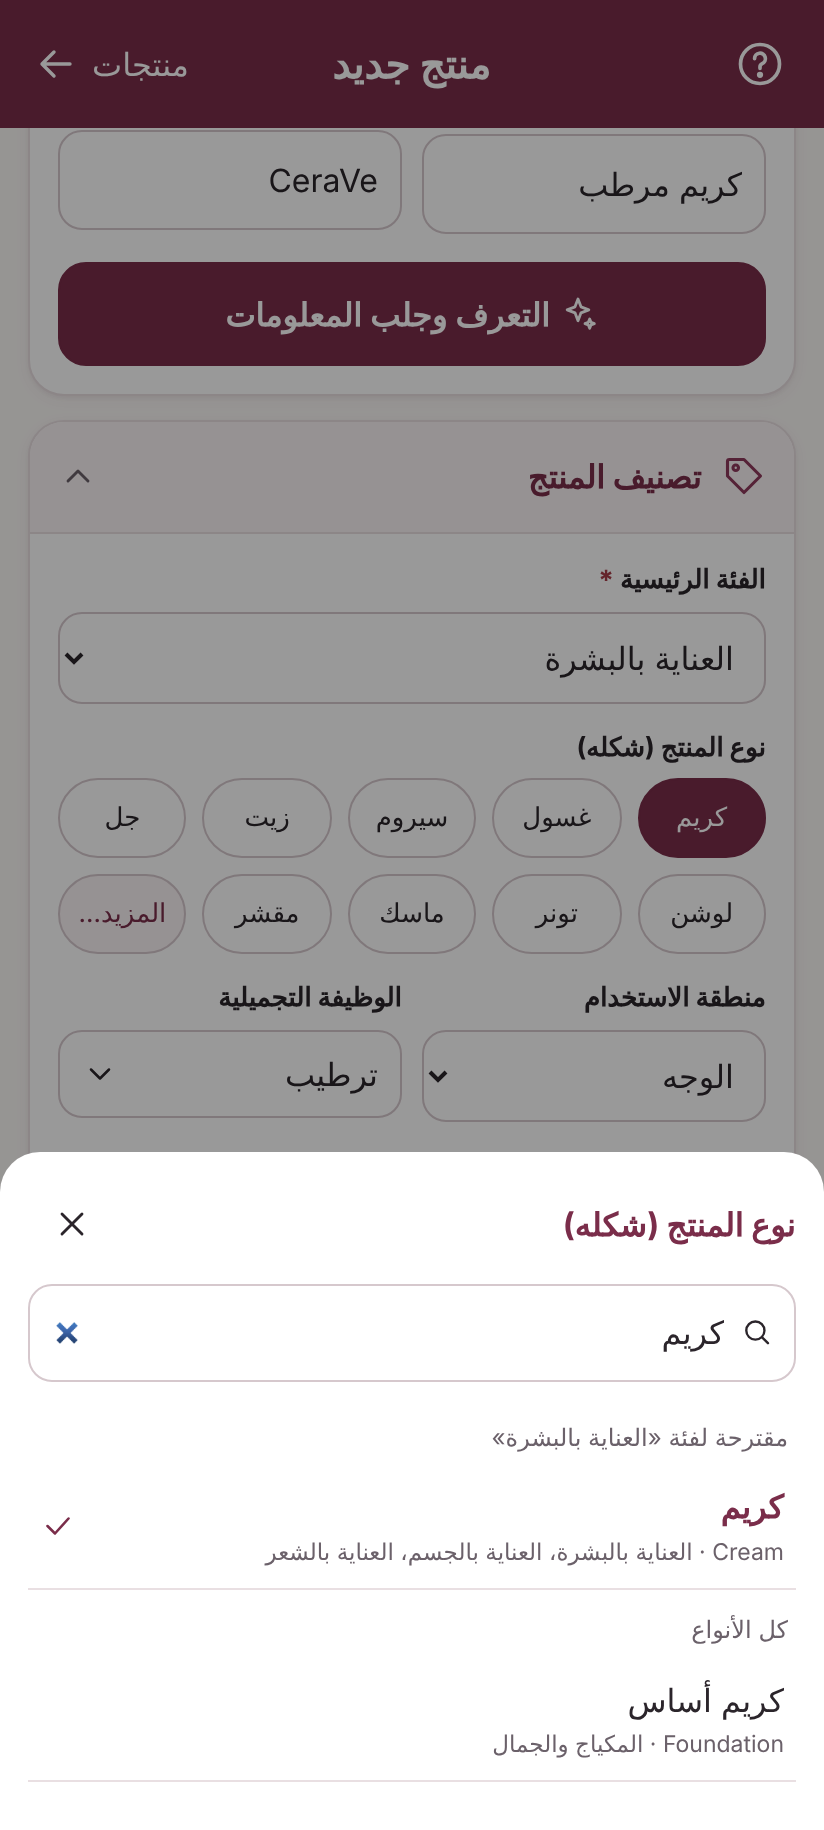 منتج جديد
منتجات
كريم مرطب
CeraVe
التعرف وجلب المعلومات
تصنيف المنتج
الفئة الرئيسية *
العناية بالبشرة
نوع المنتج (شكله)
كريم
غسول
سيروم
زيت
جل
لوشن
تونر
ماسك
مقشر
المزيد...
منطقة الاستخدام
الوظيفة التجميلية
الوجه
ترطيب
نوع المنتج (شكله)
كريم
مقترحة لفئة «العناية بالبشرة»
كريم
Cream · العناية بالبشرة، العناية بالجسم، العناية بالشعر
كل الأنواع
كريم أساس
Foundation · المكياج والجمال